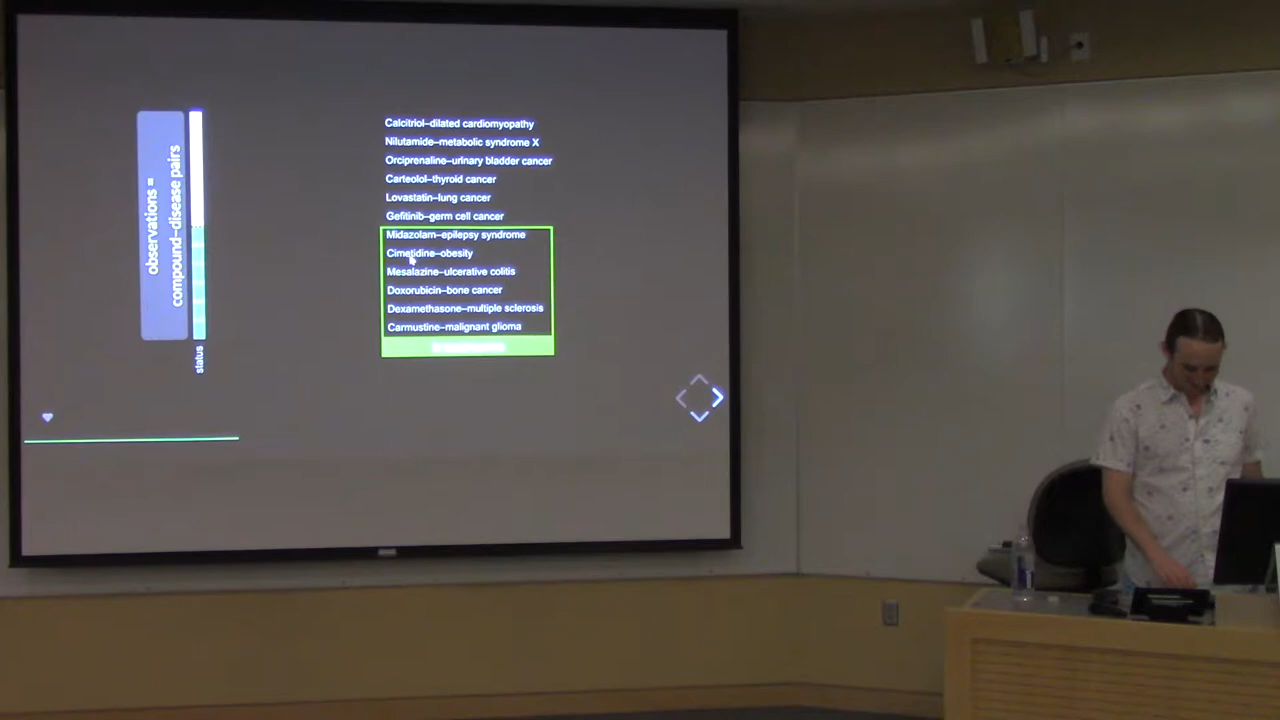 observations =
compound–disease pairs
status
Calcitriol–dilated cardiomyopathy
Nilutamide–metabolic syndrome X
Orciprenaline–urinary bladder cancer
Carteolol–thyroid cancer
Lovastatin–lung cancer
Gefitinib–germ cell cancer
Midazolam–epilepsy syndrome
Cimetidine–obesity
Mesalazine–ulcerative colitis
Doxorubicin–bone cancer
Dexamethasone–multiple sclerosis
Carmustine–malignant glioma